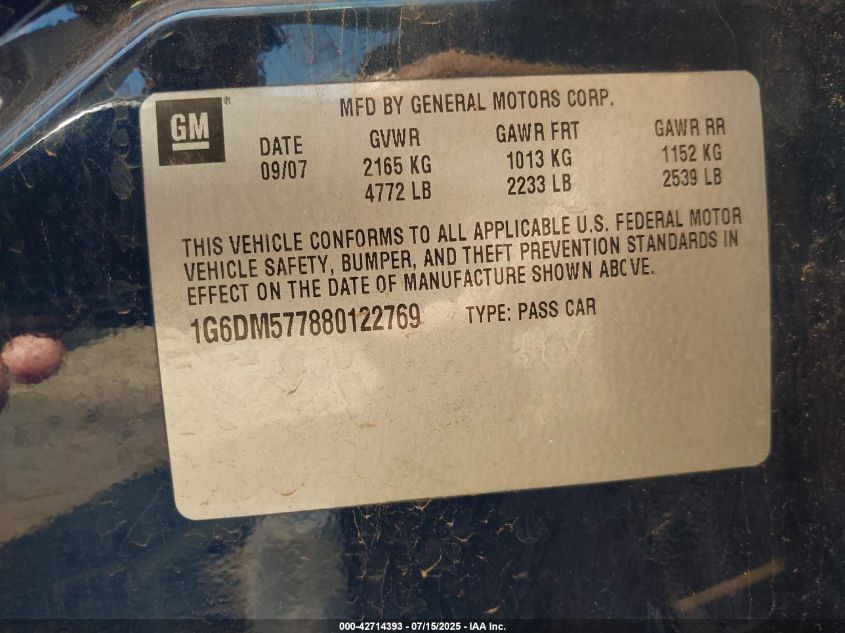 GM®
MFD BY GENERAL MOTORS CORP.
DATE GVWR GAWR FRT GAWR RR
09/07 2165 KG 1013 KG 1152 KG
4772 LB 2233 LB 2539 LB
THIS VEHICLE CONFORMS TO ALL APPLICABLE U.S. FEDERAL MOTOR
VEHICLE SAFETY, BUMPER, AND THEFT PREVENTION STANDARDS IN
EFFECT ON THE DATE OF MANUFACTURE SHOWN ABOVE.
1G6DM577880122769 TYPE: PASS CAR
000-42714393 - 07/15/2025 - IAA Inc.